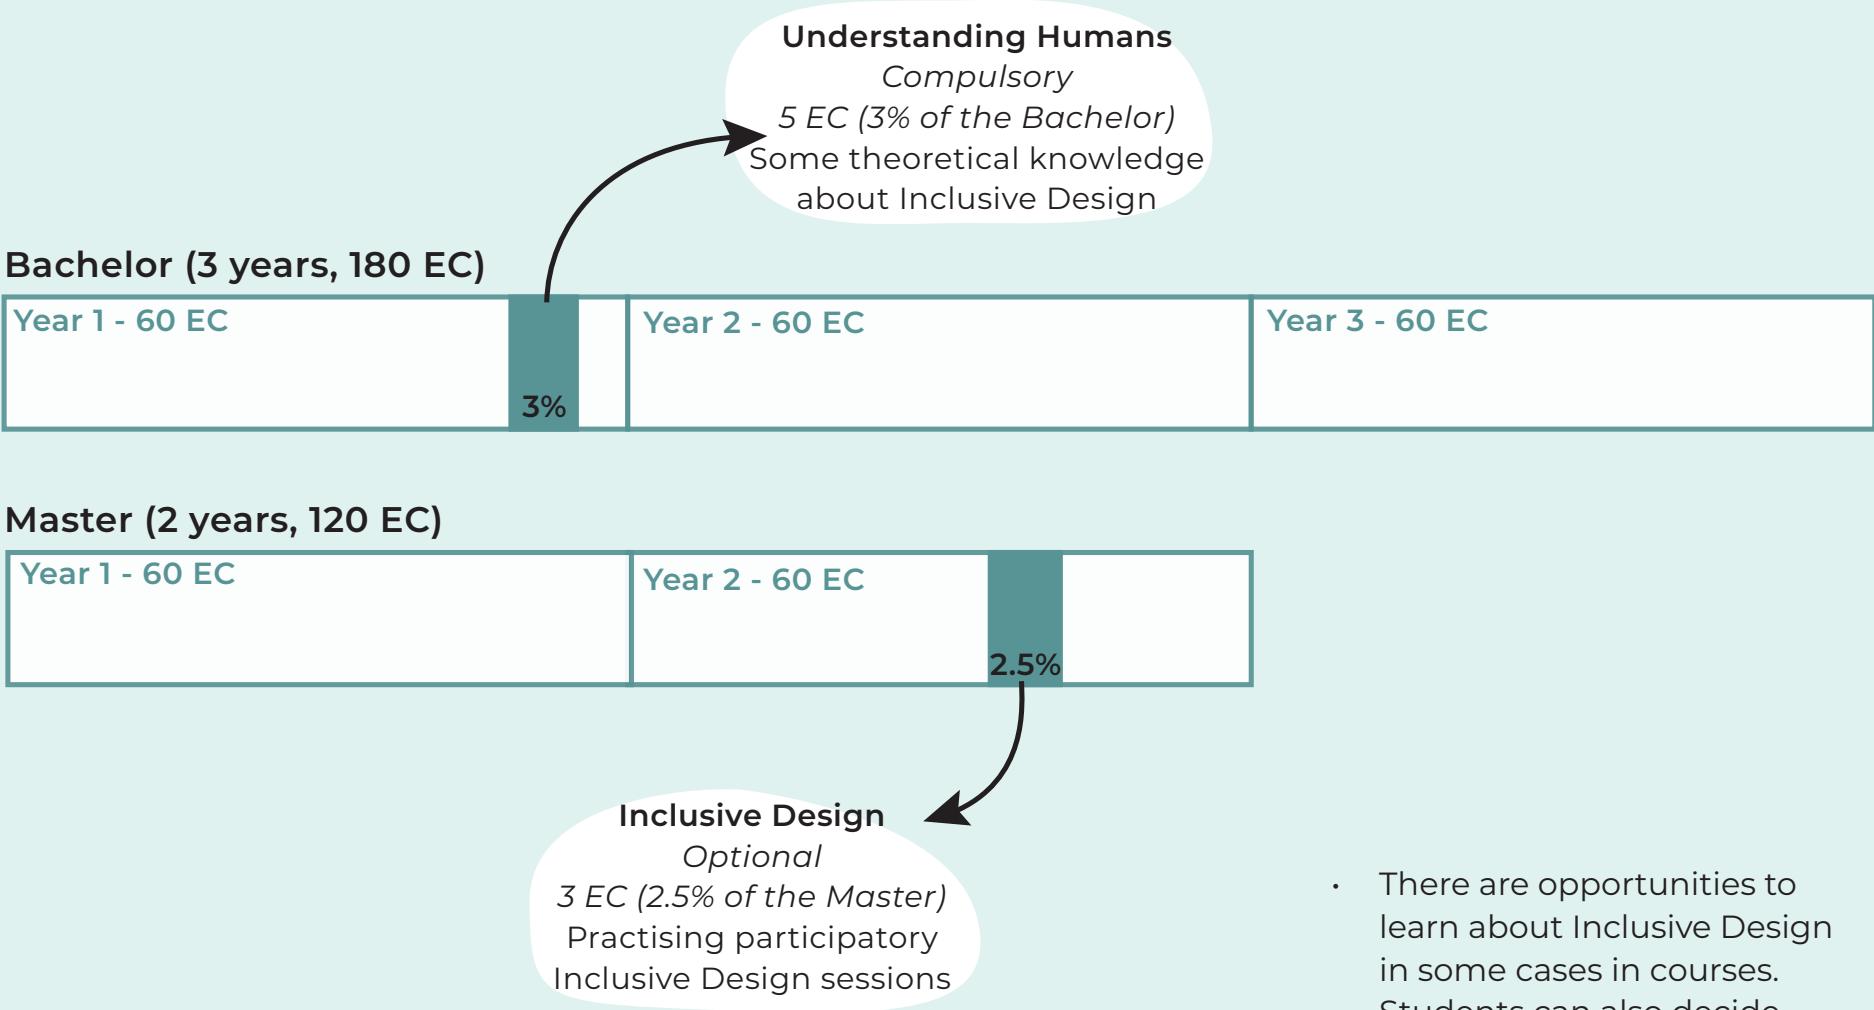 Understanding Humans
Compulsory
5 EC (3% of the Bachelor)
Some theoretical knowledge
about Inclusive Design
Bachelor (3 years, 180 EC)
Year 1 - 60 EC
Year 2 - 60 EC
Year 3 - 60 EC
3%
Master (2 years, 120 EC)
Year 1 - 60 EC
Year 2 - 60 EC
2.5%
Inclusive Design
Optional
3 EC (2.5% of the Master)
Practising participatory
Inclusive Design sessions
• There are opportunities to
learn about Inclusive Design
in some cases in courses.
Students can also decide